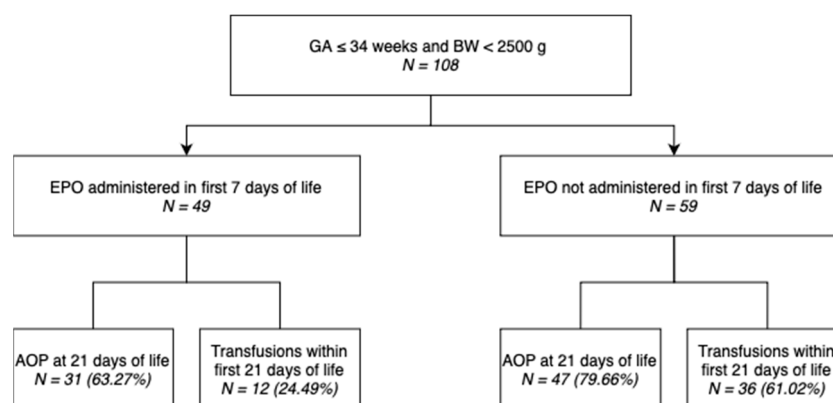 GA ≤ 34 weeks and BW < 2500 g
N = 108
EPO administered in first 7 days of life
N = 49
EPO not administered in first 7 days of life
N = 59
AOP at 21 days of life
N = 31 (63.27%)
Transfusions within
first 21 days of life
N = 12 (24.49%)
AOP at 21 days of life
N = 47 (79.66%)
Transfusions within
first 21 days of life
N = 36 (61.02%)